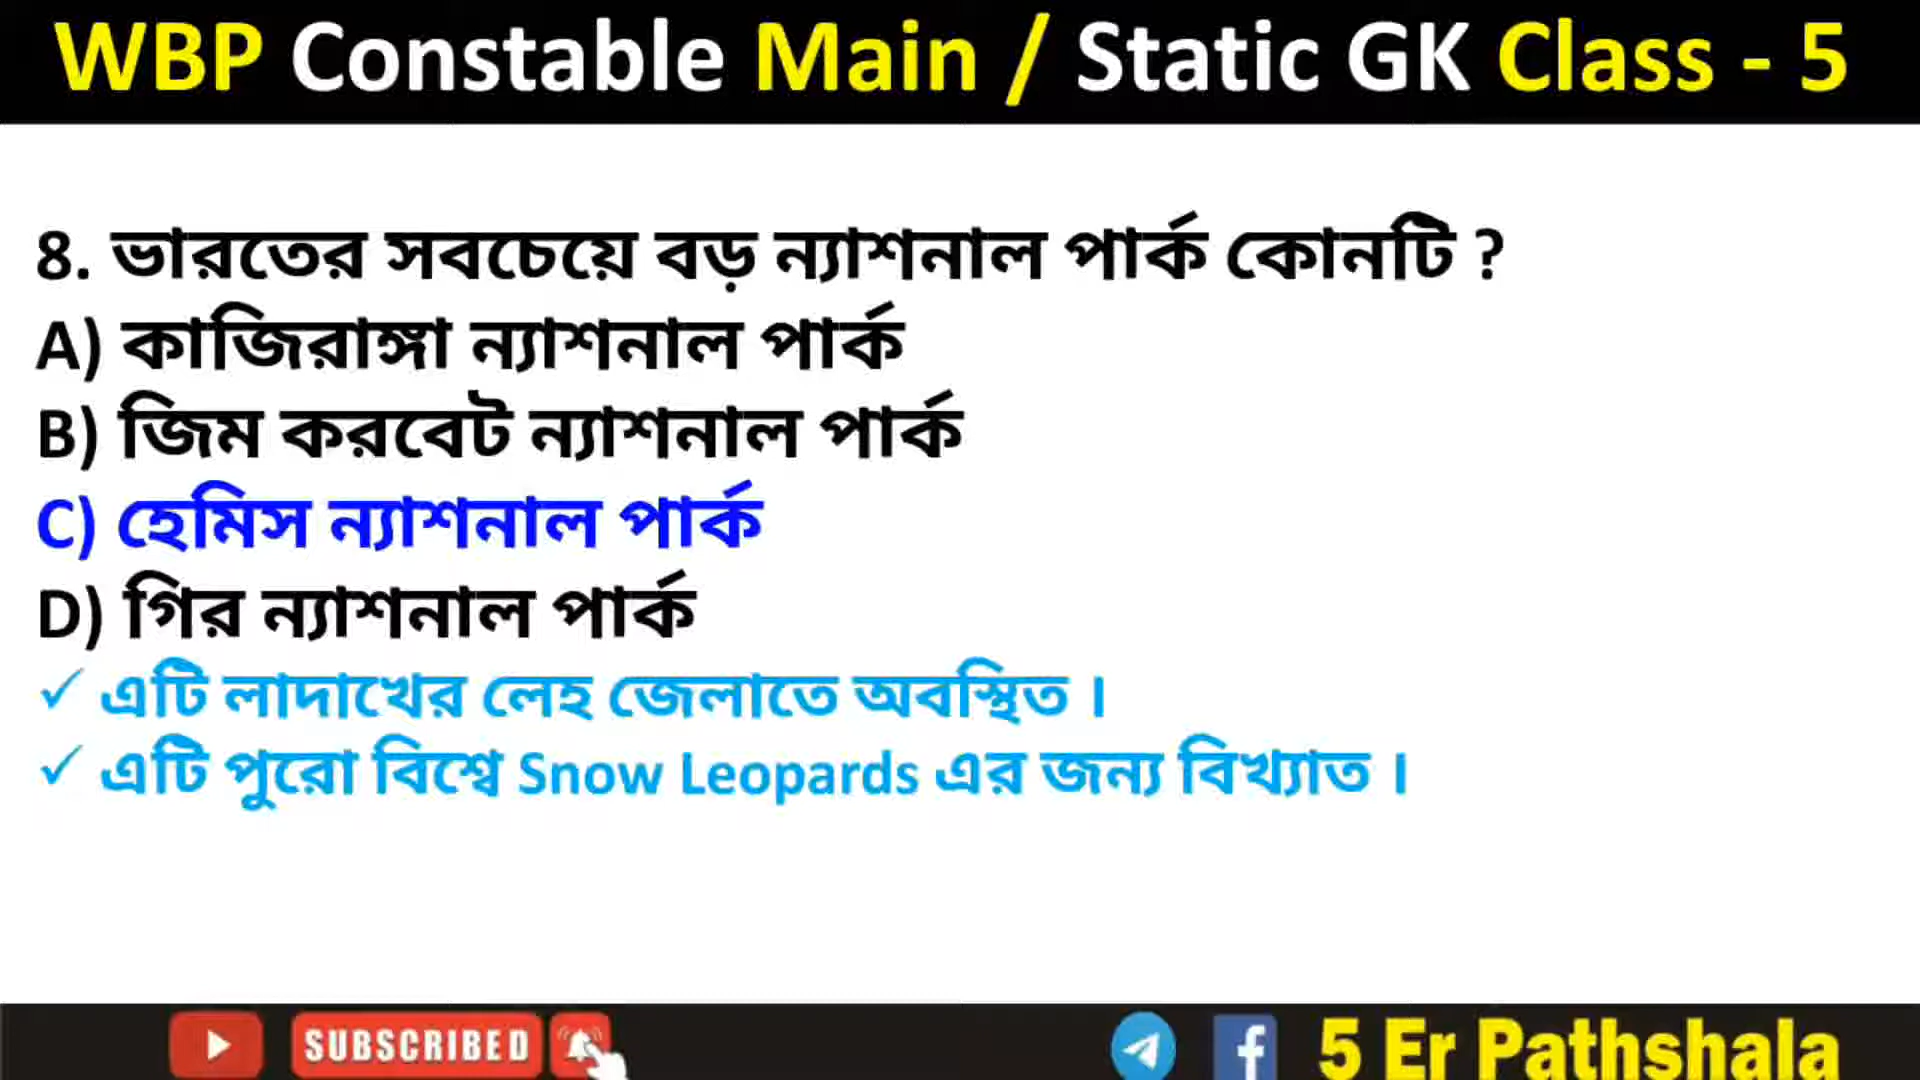 WBP Constable Main / Static GK Class - 5
8. ভারতের সবচেয়ে বড় ন্যাশনাল পার্ক কোনটি ?
A) কাজিরাঙ্গা ন্যাশনাল পার্ক
B) জিম করবেট ন্যাশনাল পার্ক
C) হেমিস ন্যাশনাল পার্ক
D) গির ন্যাশনাল পার্ক
✓ এটি লাদাখের লেহ জেলাতে অবস্থিত ।
✓ এটি পুরো বিশ্বে Snow Leopards এর জন্য বিখ্যাত ।
SUBSCRIBED 5 Er Pathshala